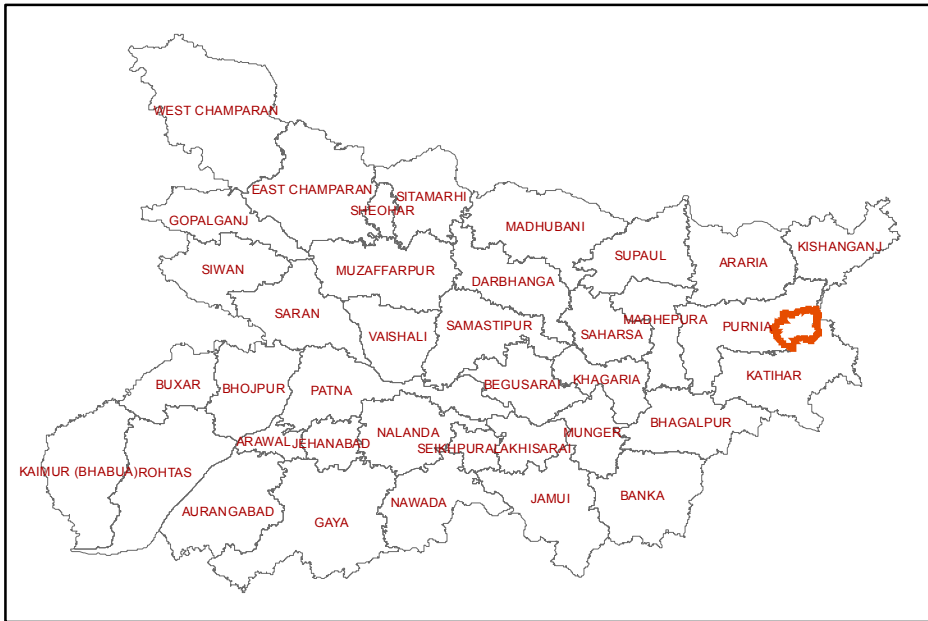 WEST CHAMPARAN
EAST CHAMPARAN
SHEOHAR
SITAMARHI
GOPALGANJ
MADHUBANI
SUPAUL
ARARIA
KISHANGANJ
SIWAN
MUZAFFARPUR
DARBHANGA
SARAN
VAISHALI
SAMASTIPUR
SAHARSA
MADHEPURA
PURNIA
BUXAR
BHOJPUR
PATNA
BEGUSARAI
KHAGARIA
KATIHAR
ARAWAL
JEHANABAD
NALANDA
SEIKHPURA
LAKHISARAI
MUNGER
BHAGALPUR
KAIMUR (BHABUA)
ROHTAS
AURANGABAD
GAYA
NAWADA
JAMUI
BANKA